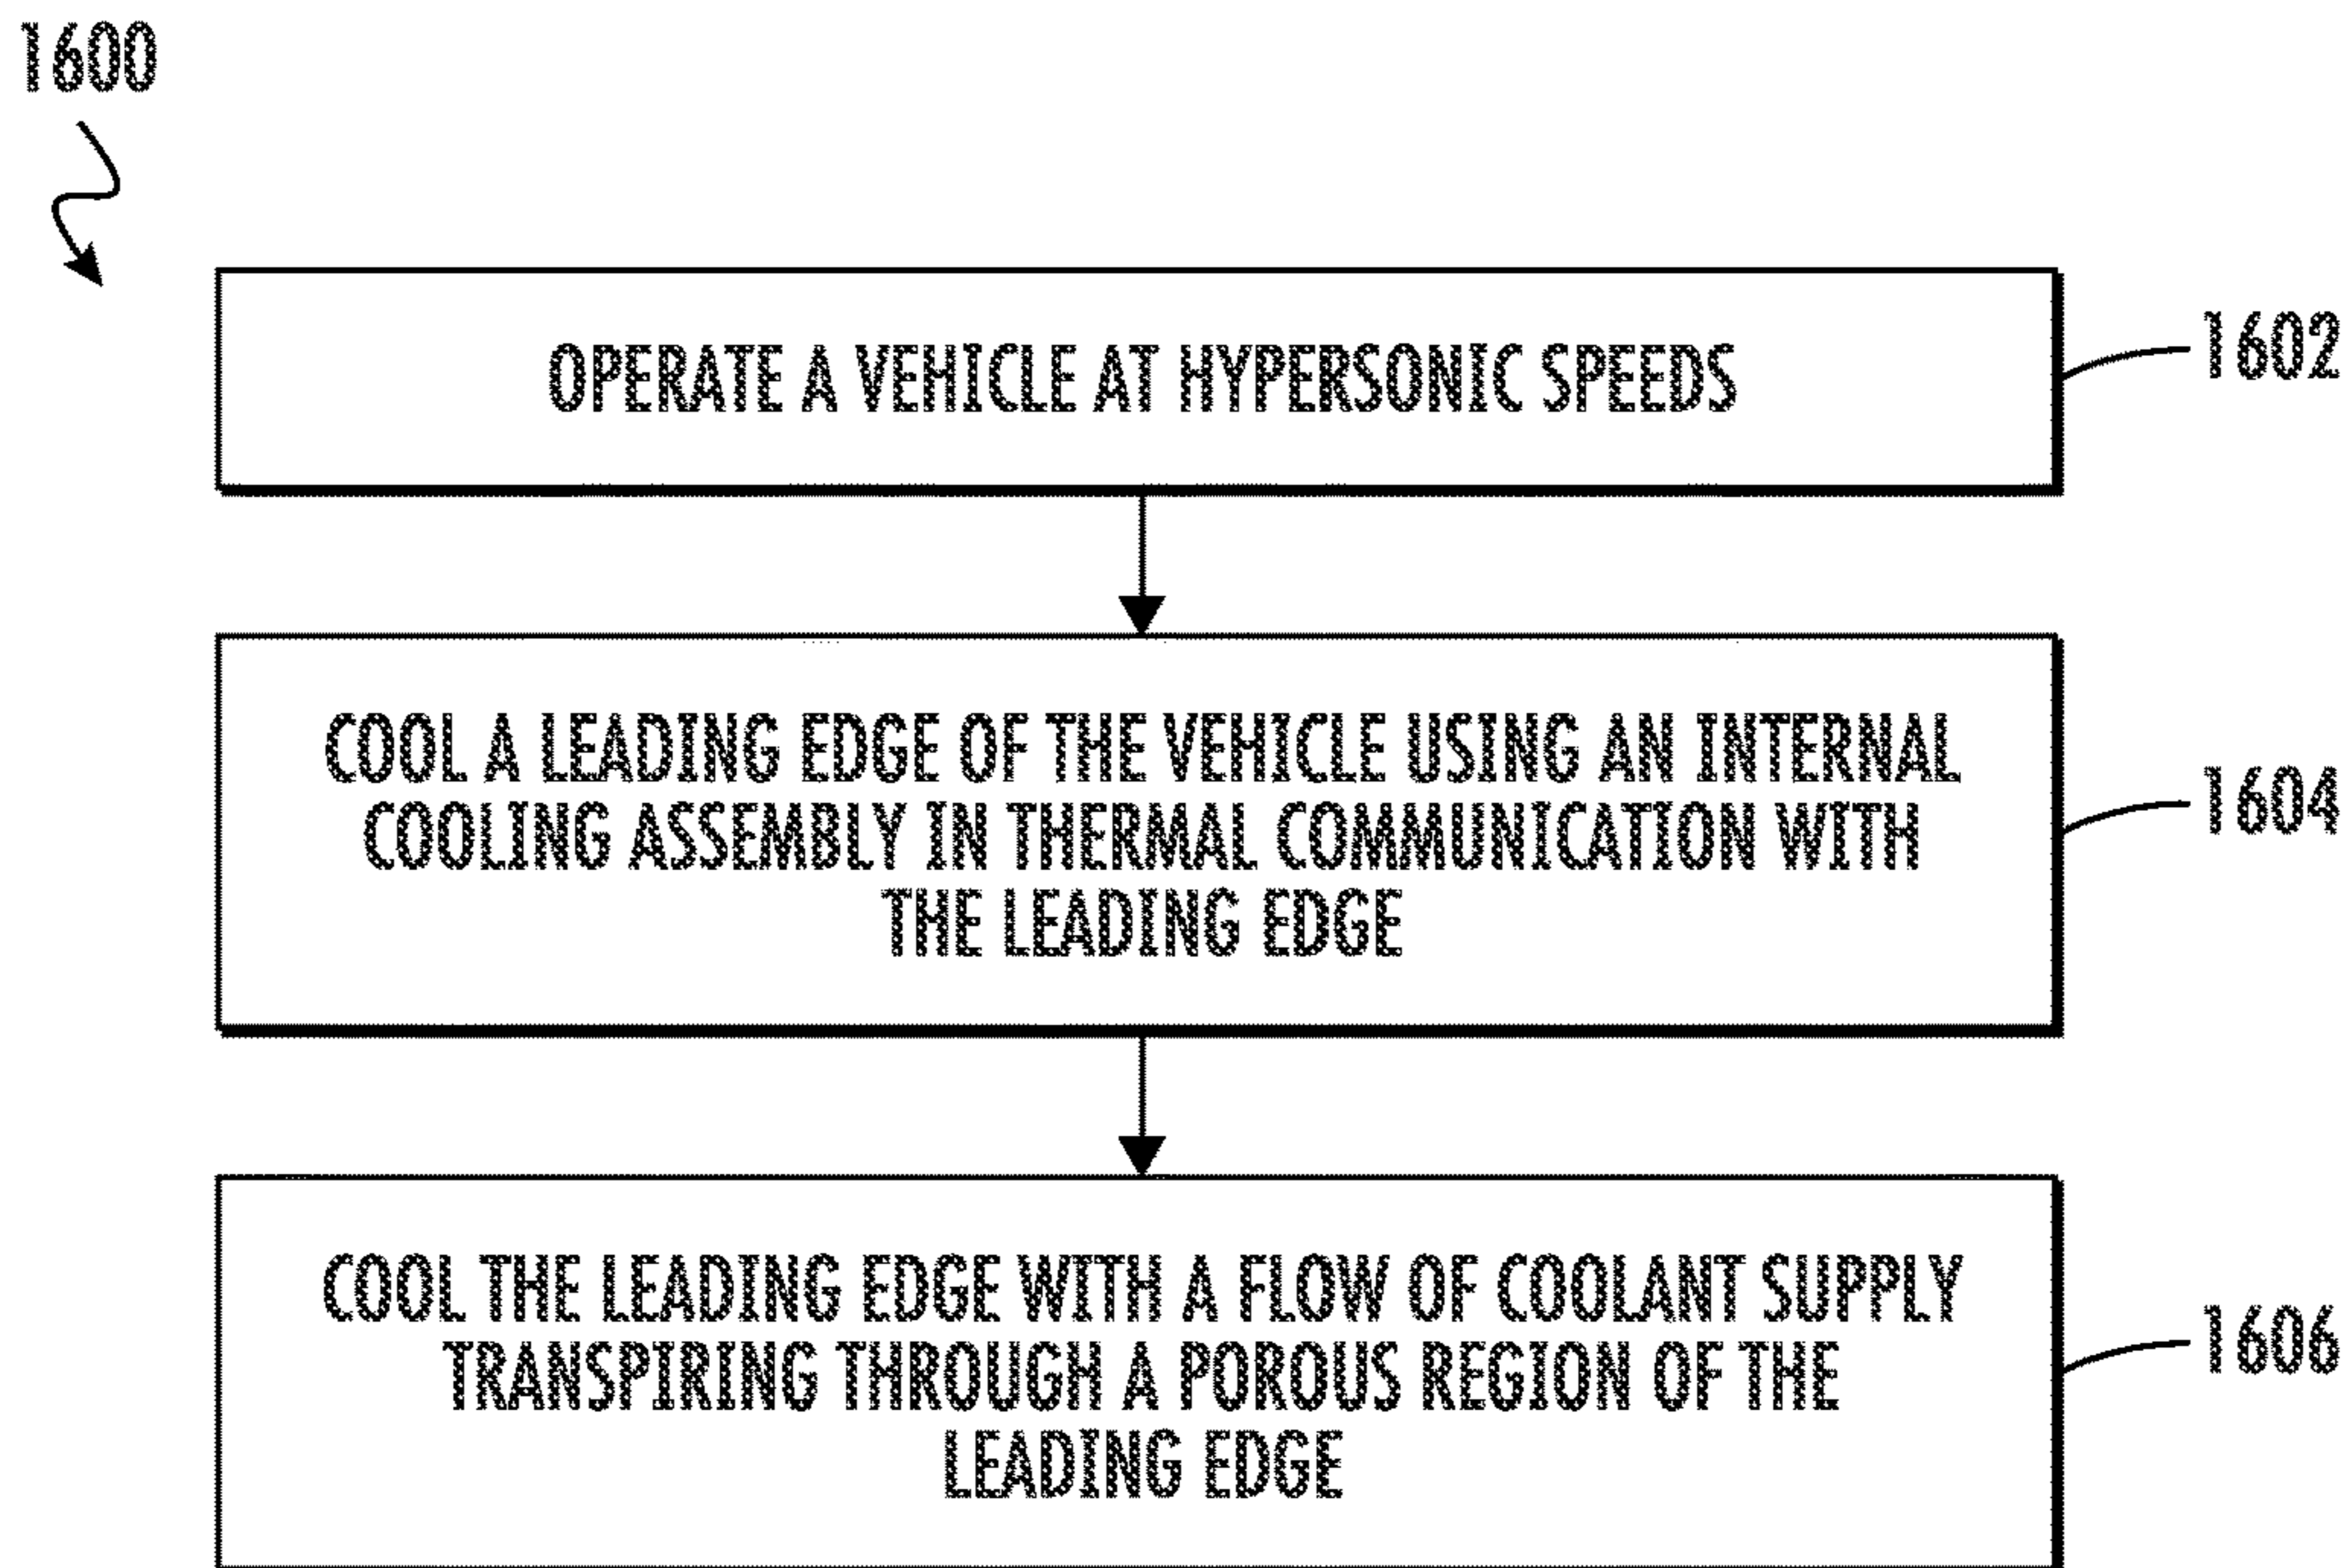 1600
OPERATE A VEHICLE AT HYPERSONIC SPEEDS
1602
COOL A LEADING EDGE OF THE VEHICLE USING AN INTERNAL
COOLING ASSEMBLY IN THERMAL COMMUNICATION WITH
THE LEADING EDGE
1604
COOL THE LEADING EDGE WITH A FLOW OF COOLANT SUPPLY
TRANSPIRING THROUGH A POROUS REGION OF THE
LEADING EDGE
1606